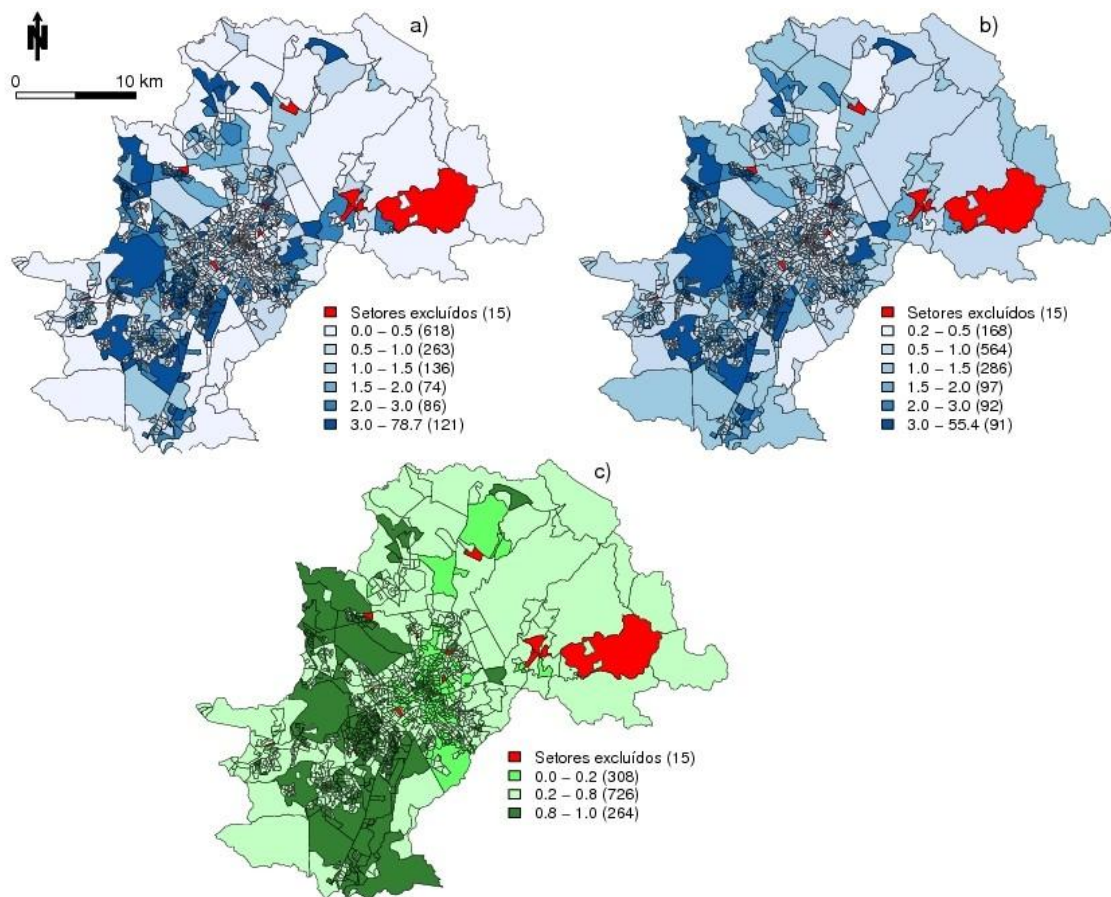 N
0 10 km
a)
Setores excluídos (15)
0.0 – 0.5 (618)
0.5 – 1.0 (263)
1.0 – 1.5 (136)
1.5 – 2.0 (74)
2.0 – 3.0 (86)
3.0 – 78.7 (121)
b)
Setores excluídos (15)
0.2 – 0.5 (168)
0.5 – 1.0 (564)
1.0 – 1.5 (286)
1.5 – 2.0 (97)
2.0 – 3.0 (92)
3.0 – 55.4 (91)
c)
Setores excluídos (15)
0.0 – 0.2 (308)
0.2 – 0.8 (726)
0.8 – 1.0 (264)